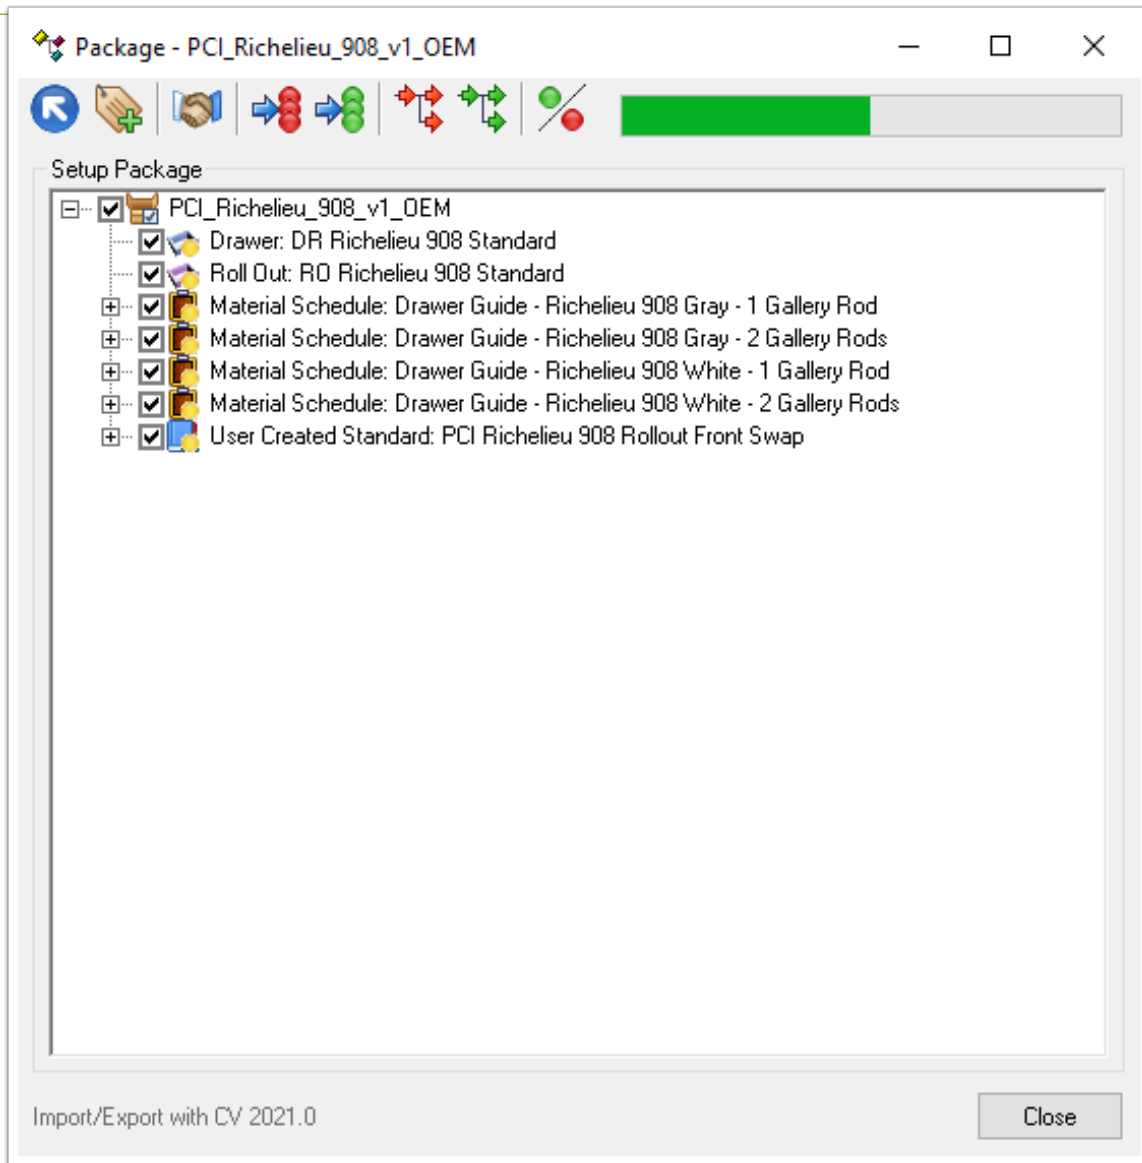 Package - PCI_Richelieu_908_v1_OEM
Setup Package
PCI_Richelieu_908_v1_OEM
Drawer: DR Richelieu 908 Standard
Roll Out: RO Richelieu 908 Standard
Material Schedule: Drawer Guide - Richelieu 908 Gray - 1 Gallery Rod
Material Schedule: Drawer Guide - Richelieu 908 Gray - 2 Gallery Rods
Material Schedule: Drawer Guide - Richelieu 908 White - 1 Gallery Rod
Material Schedule: Drawer Guide - Richelieu 908 White - 2 Gallery Rods
User Created Standard: PCI Richelieu 908 Rollout Front Swap
Import/Export with CV 2021.0
Close